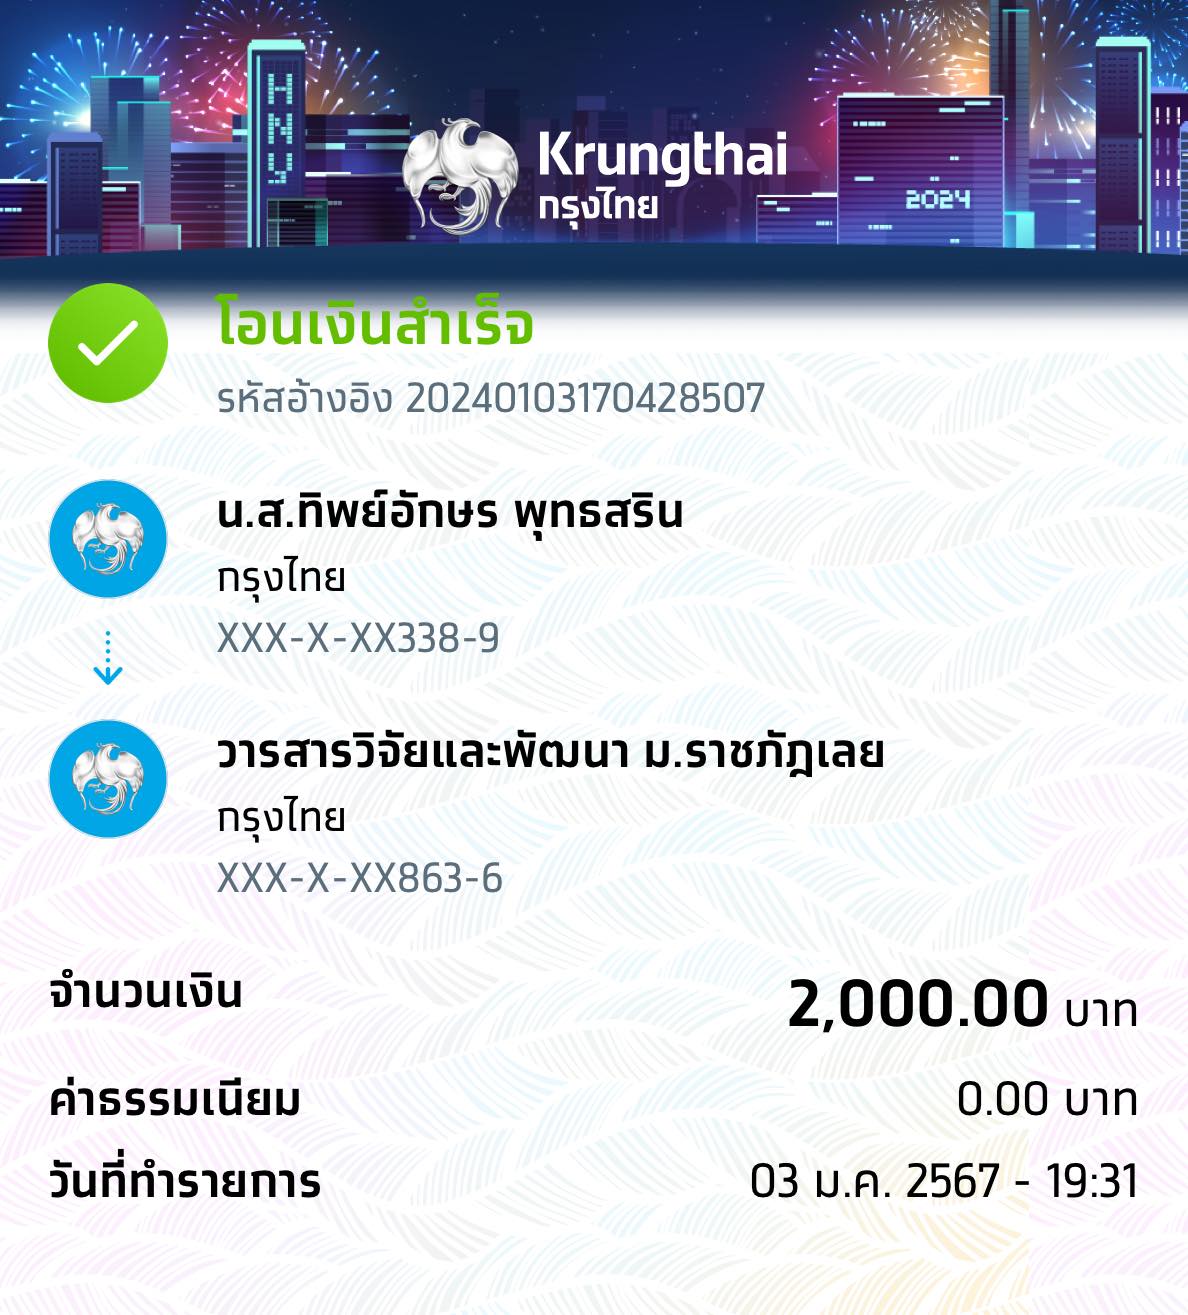 HNY
Krungthai
กรุงไทย
2024
โอนเงินสำเร็จ
รหัสอ้างอิง 20240103170428507
น.ส.ทิพย์อักษร พุทธสริน
กรุงไทย
XXX-X-XX338-9
วารสารวิจัยและพัฒนา ม.ราชภัฎเลย
กรุงไทย
XXX-X-XX863-6
จำนวนเงิน 2,000.00 บาท
ค่าธรรมเนียม 0.00 บาท
วันที่ทำรายการ 03 ม.ค. 2567 - 19:31